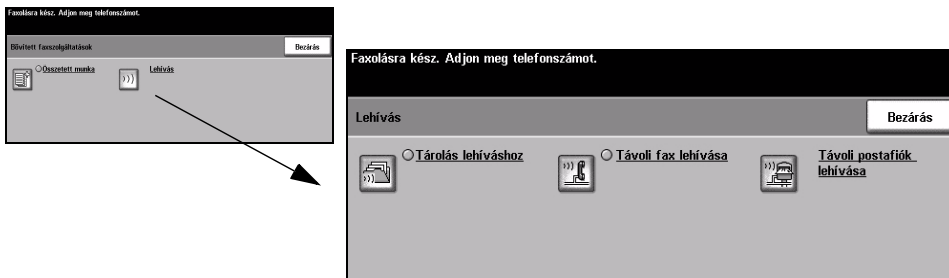 Faxolásra kész. Adjon meg telefonszámot.
Bővített faxszolgáltatások
Bezárás
Összetett munka
Lehívás
Faxolásra kész. Adjon meg telefonszámot.
Lehívás
Bezárás
Tárolás lehíváshoz
Távoli fax lehívása
Távoli postafiók
lehívása